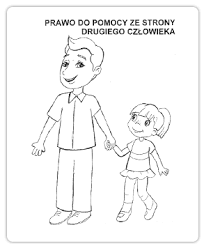 PRAWO DO POMOCY ZE STRONY
DRUGIEGO CZŁOWIEKA